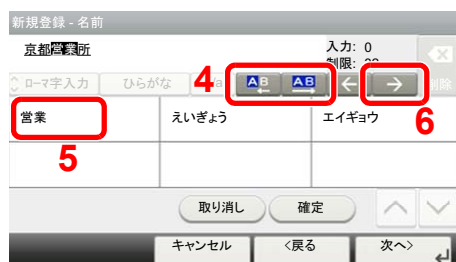 新規登録 - 名前
京都営業所
入力: 0
制限:
ローマ字入力 ひらがな 4 AB AB ← →
営業 えいぎょう エイギョウ 6
5
取り消し 確定
キャンセル <戻る 次へ>